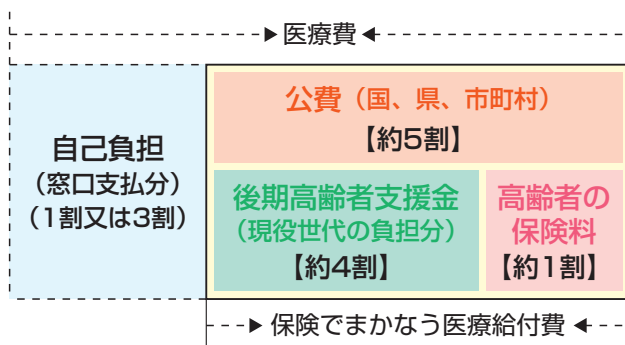 医療費
公費（国、県、市町村）
【約5割】
自己負担
（窓口支払分）
（1割又は3割）
後期高齢者支援金
（現役世代の負担分）
【約4割】
高齢者の
保険料
【約1割】
保険でまかなう医療給付費